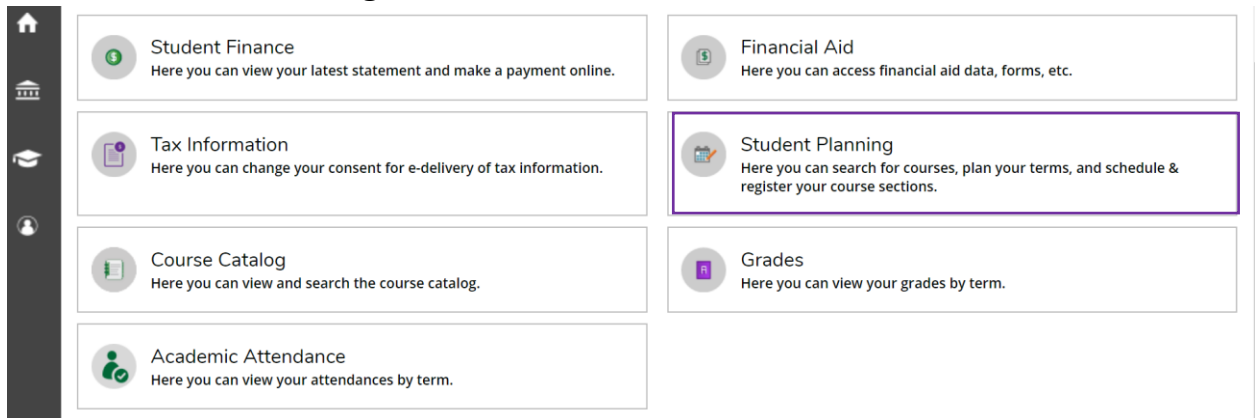 Student Finance
Here you can view your latest statement and make a payment online.
Financial Aid
Here you can access financial aid data, forms, etc.
Tax Information
Here you can change your consent for e-delivery of tax information.
Student Planning
Here you can search for courses, plan your terms, and schedule &
register your course sections.
Course Catalog
Here you can view and search the course catalog.
Grades
Here you can view your grades by term.
Academic Attendance
Here you can view your attendances by term.